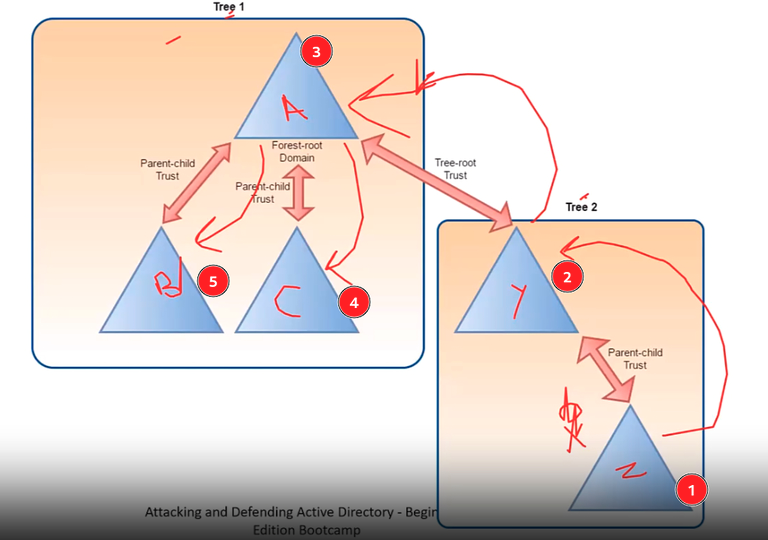 Tree 1
3
A
Forest-root
Domain
Parent-child
Trust
Parent-child
Trust
Tree-root
Trust
Tree 2
B
5
C
4
Y
2
Parent-child
Trust
Z
1
Attacking and Defending Active Directory - Begin
Edition Bootcamp